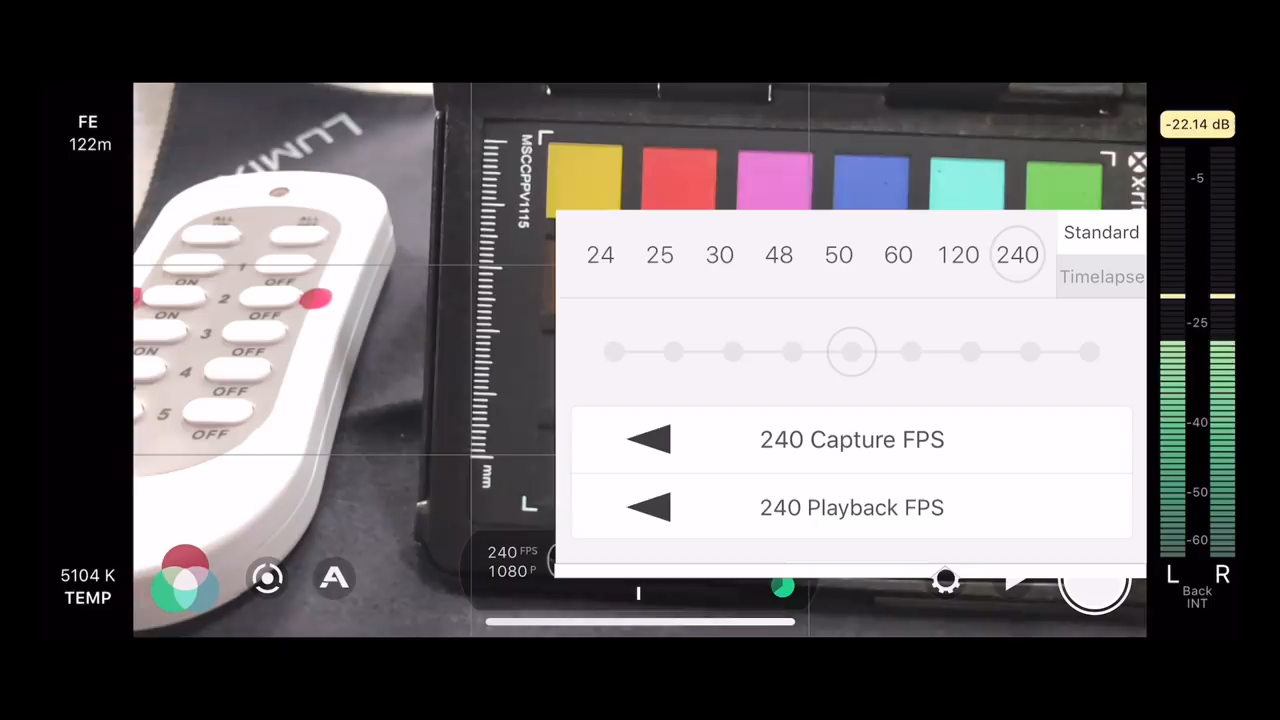 FE
122m
LUMI
MSCCPPV1115
xri
ALL
ALL
1
ON
OFF
2
ON
OFF
3
ON
OFF
4
OFF
5
OFF
mm
24 25 30 48 50 60 120 240
Standard
Timelapse
240 Capture FPS
240 Playback FPS
240 FPS
1080 P
5104 K
TEMP
A
-22.14 dB
-5
-25
-40
-50
-60
L R
Back
INT